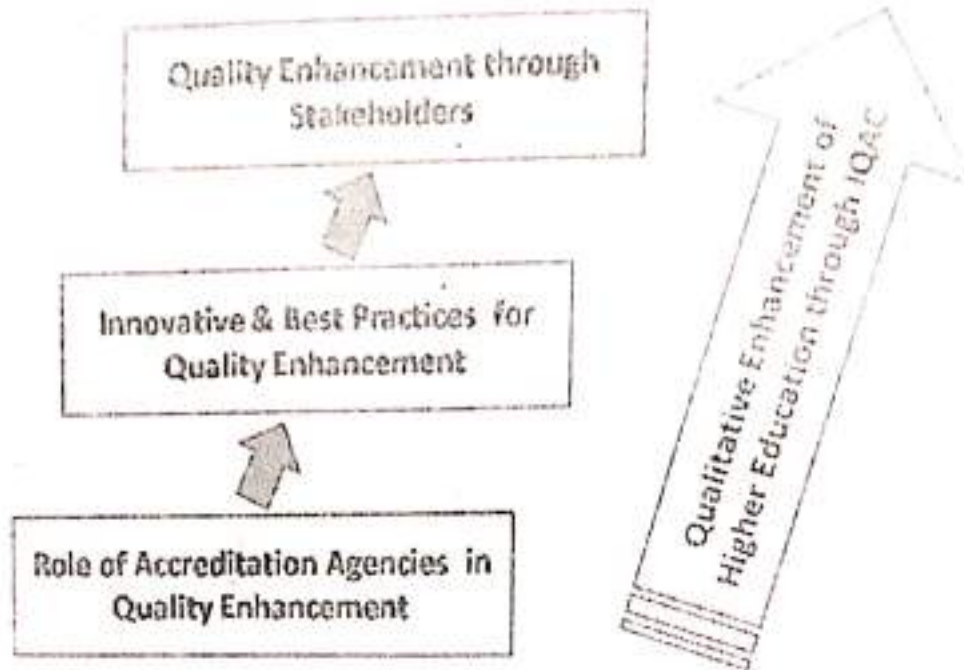 Quality Enhancement through
Stakeholders
Innovative & Best Practices for
Quality Enhancement
Role of Accreditation Agencies in
Quality Enhancement
Qualitative Enhancement of
Higher Education through IQAC